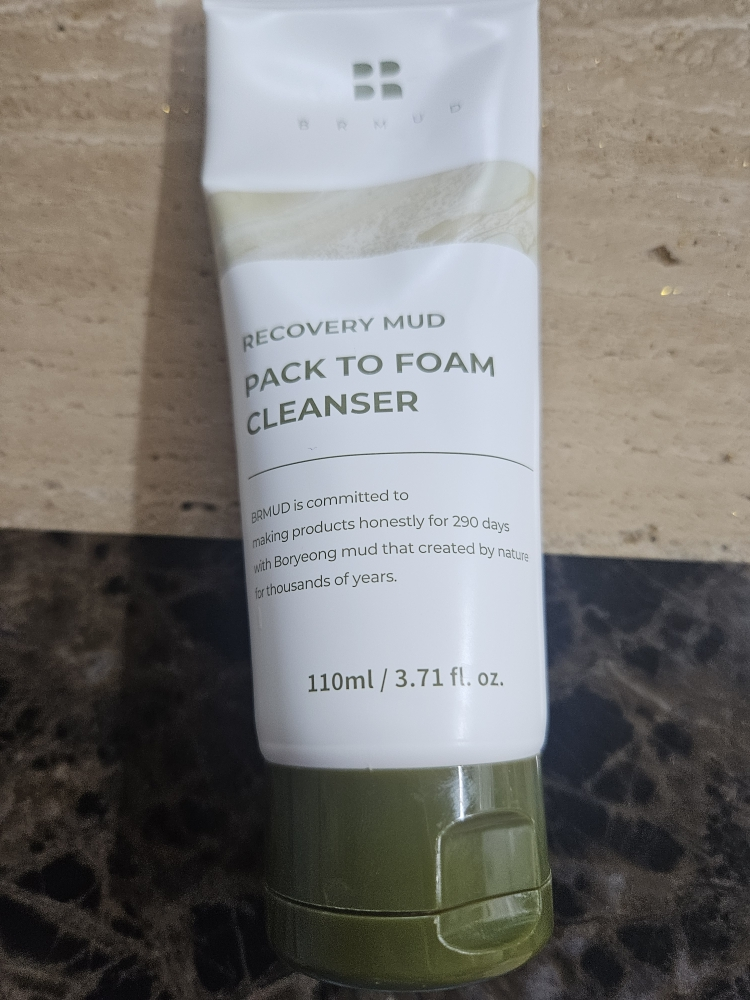 BR
BRMUD
RECOVERY MUD
PACK TO FOAM
CLEANSER
BRMUD is committed to
making products honestly for 290 days
with Boryeong mud that created by nature
for thousands of years.
110ml / 3.71 fl. oz.